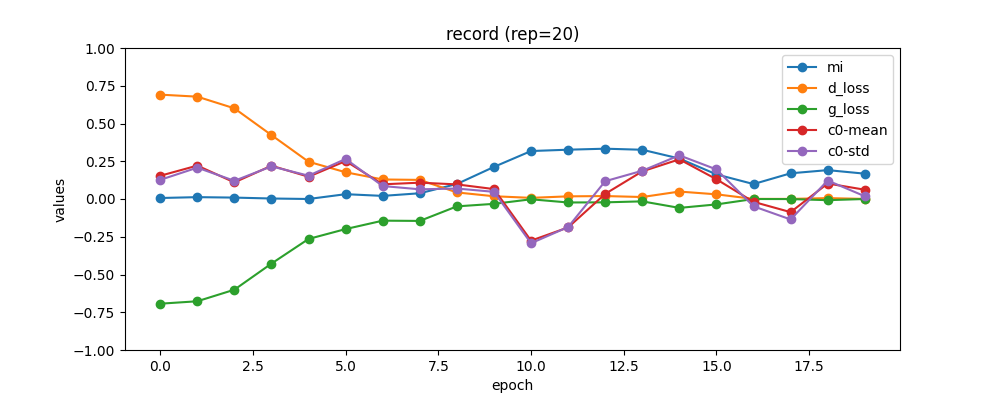 record (rep=20)
1.00
0.75
0.50
0.25
0.00
−0.25
−0.50
−0.75
−1.00
values
mi
d_loss
g_loss
c0-mean
c0-std
0.0 2.5 5.0 7.5 10.0 12.5 15.0 17.5
epoch